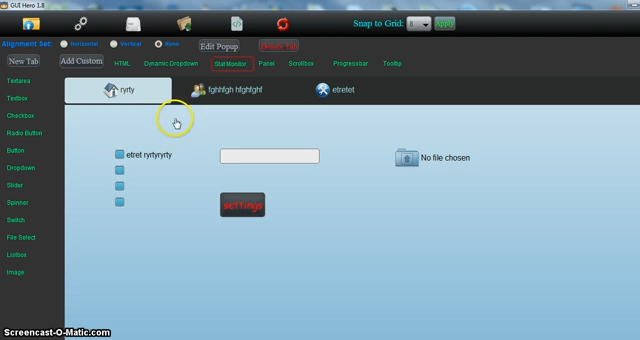 GUI Hero 1.8
Snap to Grid: 8 Apply
Alignment Set: Horizontal Vertical None Edit Popup Delete Tab
New Tab Add Custom HTML Dynamic Dropdown Stat Monitor Panel Scrollbox Progressbar Tooltip
Textarea
ryrty fghhfgh hfghfghf etretet
Textbox
Checkbox
Radio Button
Button
etret ryrtyryrty No file chosen
Dropdown
Slider
Spinner
settings
Switch
File Select
Listbox
Image
Screencast-O-Matic.com